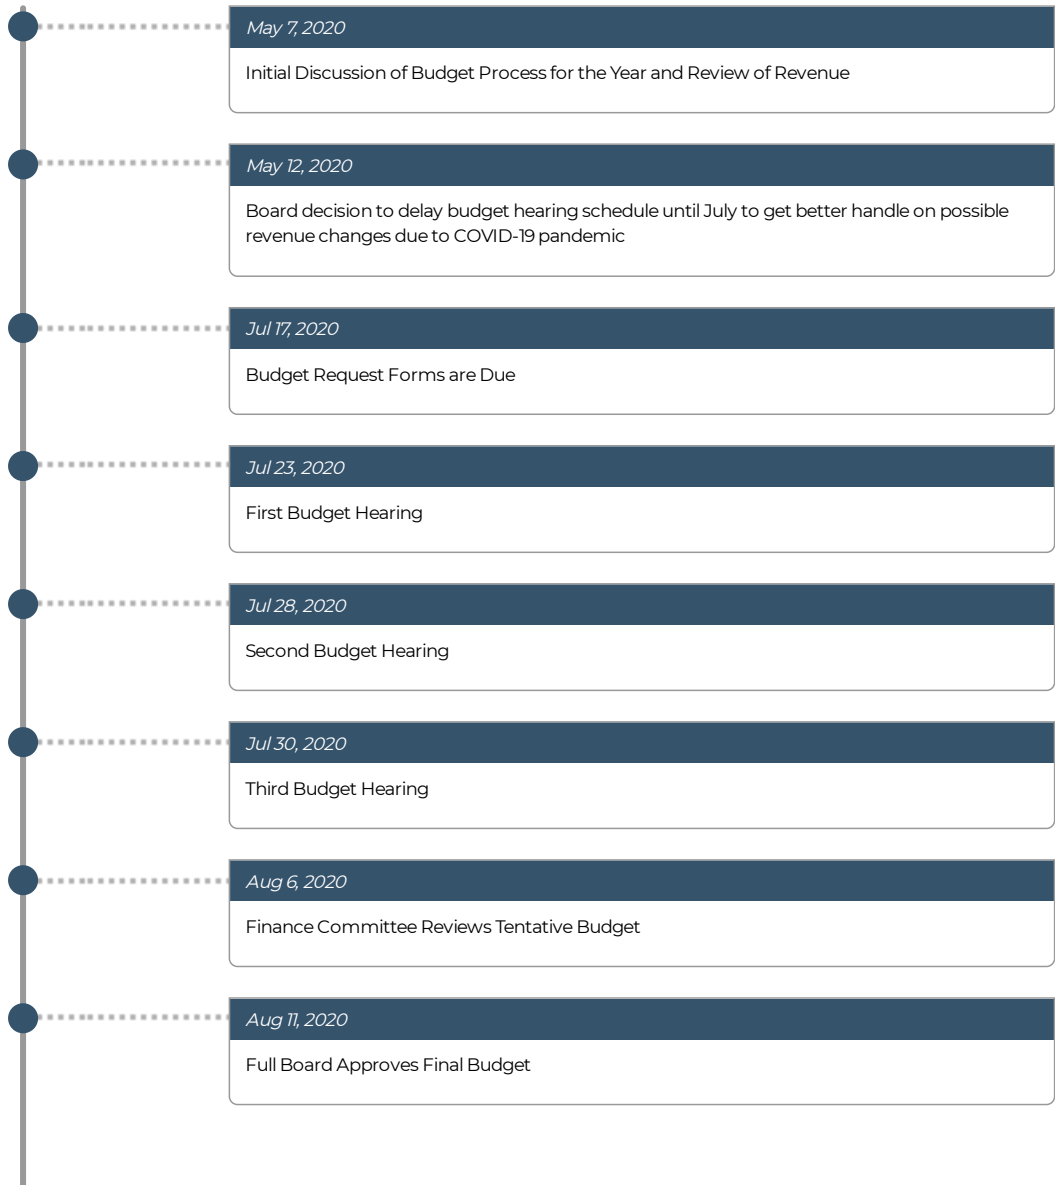 May 7, 2020
Initial Discussion of Budget Process for the Year and Review of Revenue
May 12, 2020
Board decision to delay budget hearing schedule until July to get better handle on possible
revenue changes due to COVID-19 pandemic
Jul 17, 2020
Budget Request Forms are Due
Jul 23, 2020
First Budget Hearing
Jul 28, 2020
Second Budget Hearing
Jul 30, 2020
Third Budget Hearing
Aug 6, 2020
Finance Committee Reviews Tentative Budget
Aug 11, 2020
Full Board Approves Final Budget